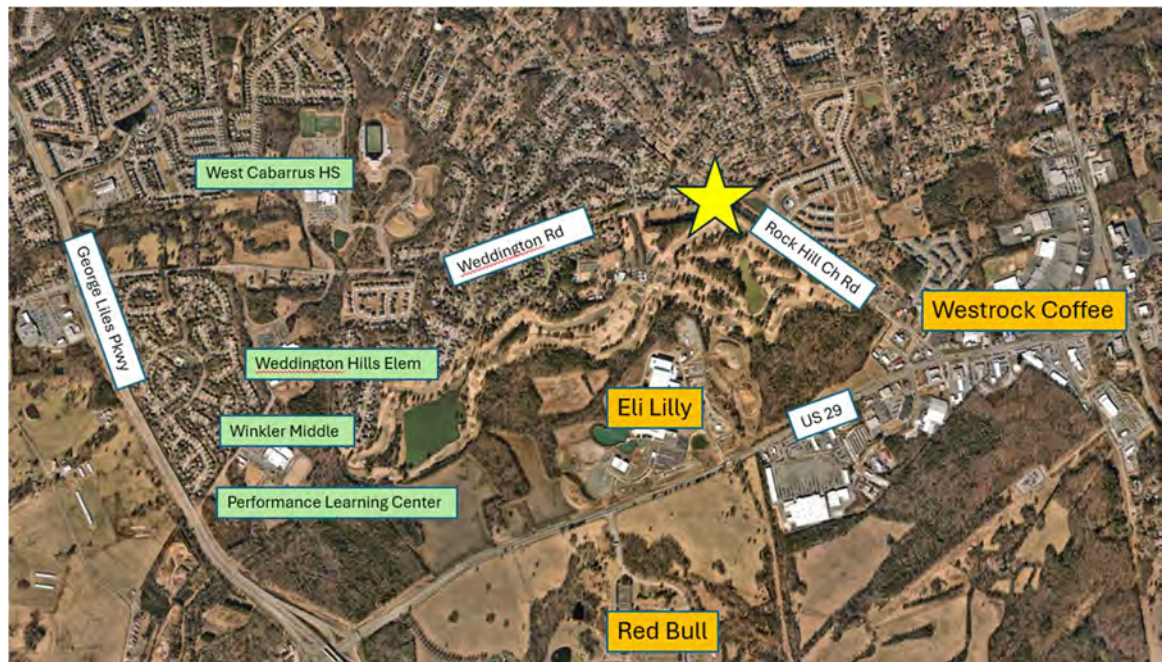 West Cabarrus HS
Weddington Rd
Rock Hill Ch Rd
George Liles Pkwy
Westrock Coffee
Weddington Hills Elem
Eli Lilly
US 29
Winkler Middle
Performance Learning Center
Red Bull